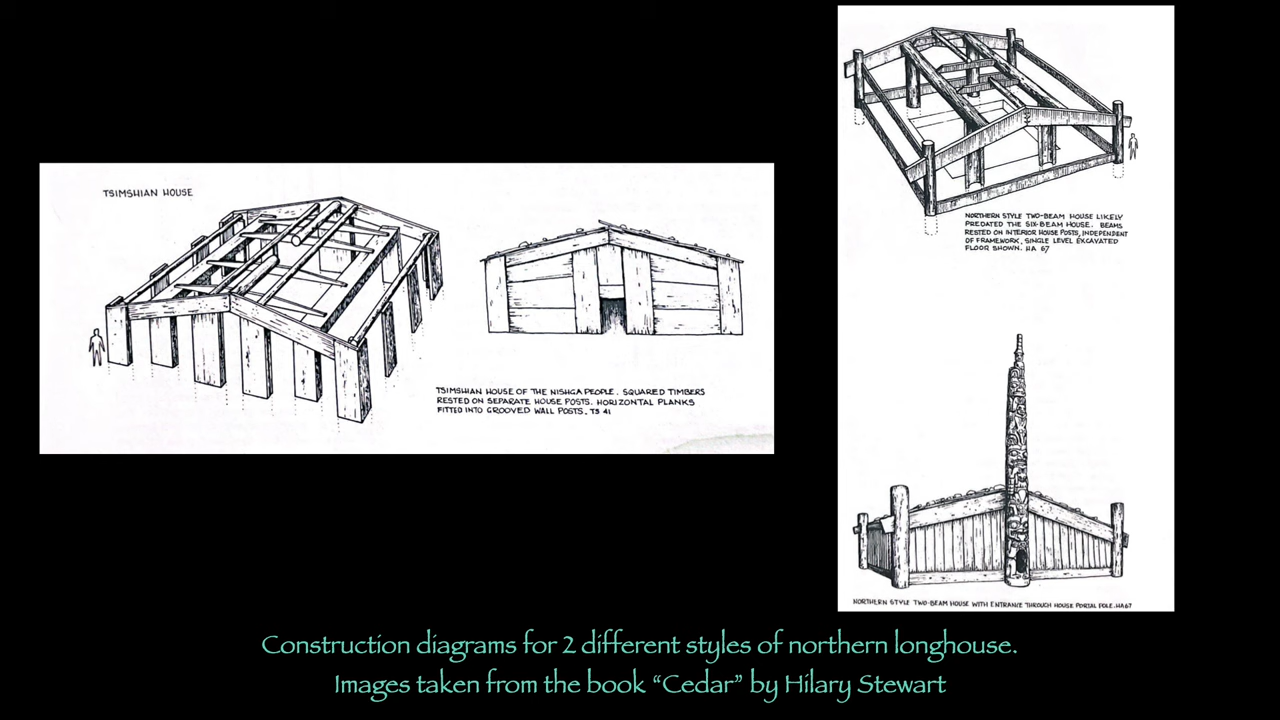 TSIMSHIAN HOUSE
TSIMSHIAN HOUSE OF THE NISHGA PEOPLE. SQUARED TIMBERS
RESTED ON SEPARATE HOUSE POSTS. HORIZONTAL PLANKS
FITTED INTO GROOVED WALL POSTS. TS 41
NORTHERN STYLE TWO-BEAM HOUSE LIKELY
PREDATED THE SIX-BEAM HOUSE. BEAMS
RESTED ON INTERIOR HOUSE POSTS, INDEPENDENT
OF FRAMEWORK, SINGLE LEVEL EXCAVATED
FLOOR SHOWN. HA 67
NORTHERN STYLE TWO-BEAM HOUSE WITH ENTRANCE THROUGH HOUSE PORTAL POLE. HA67
Construction diagrams for 2 different styles of northern longhouse.
Images taken from the book “Cedar” by Hilary Stewart